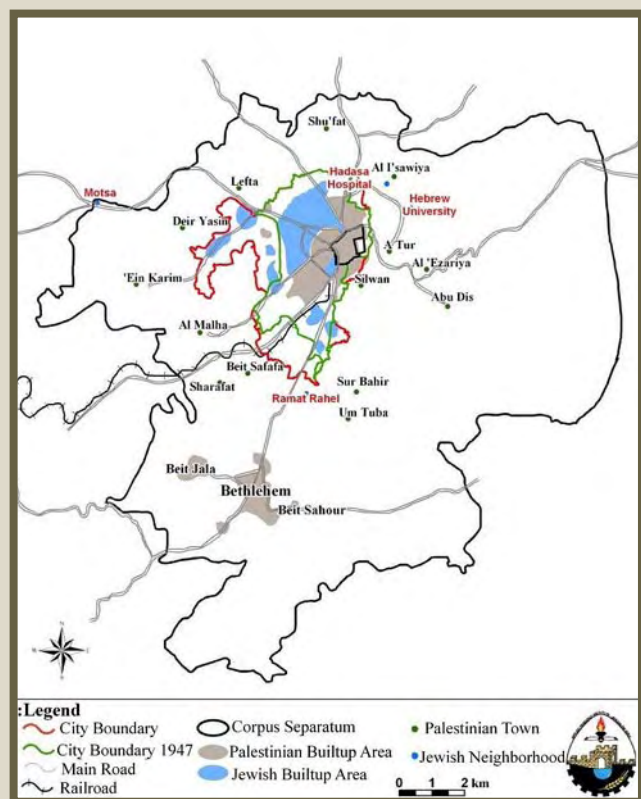 Shu'fat
Al I'sawiya
Hadasa
Hospital
Lefta
Motsa
Hebrew
University
Deir Yasin
A Tur
Al 'Ezariya
'Ein Karim
Silwan
Abu Dis
Al Malha
Beit Safafa
Sharafat
Sur Bahir
Ramat Rahel
Um Tuba
Beit Jala
Bethlehem
Beit Sahour
:Legend
City Boundary
City Boundary 1947
Main Road
Railroad
Corpus Separatum
Palestinian Builtup Area
Jewish Builtup Area
0 1 2 km
Palestinian Town
Jewish Neighborhood